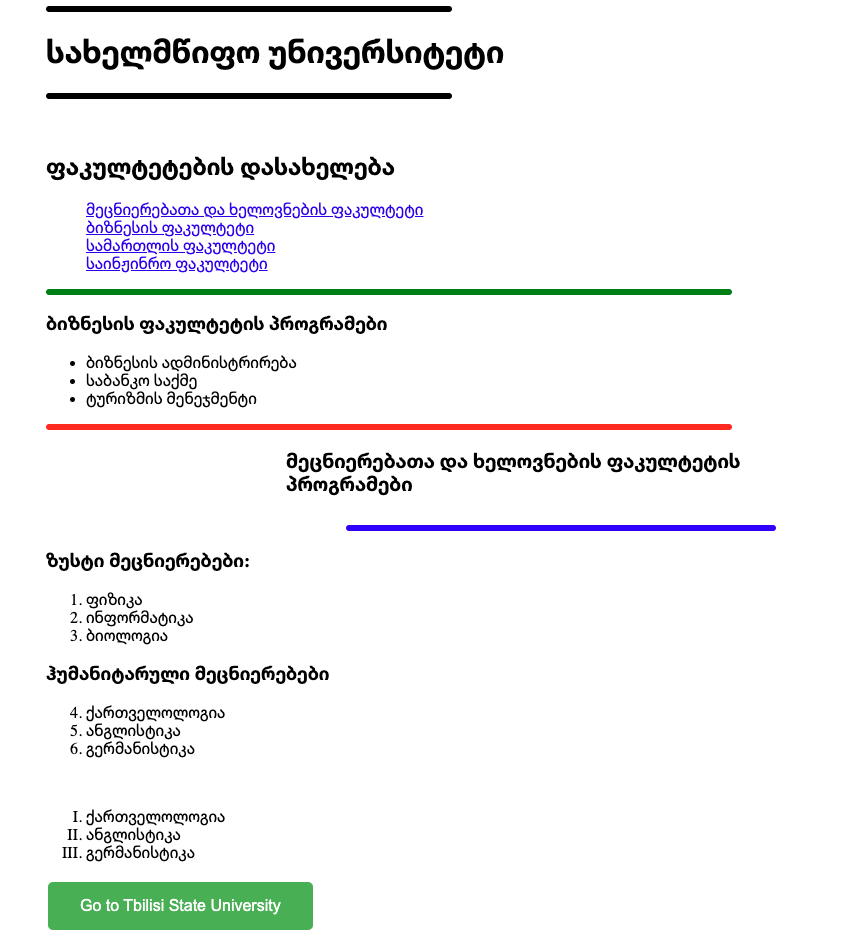 სახელმწიფო უნივერსიტეტი
ფაკულტეტების დასახელება
მეცნიერებათა და ხელოვნების ფაკულტეტი
ბიზნესის ფაკულტეტი
სამართლის ფაკულტეტი
საინჟინრო ფაკულტეტი
ბიზნესის ფაკულტეტის პროგრამები
• ბიზნესის ადმინისტრირება
• საბანკო საქმე
• ტურიზმის მენეჯმენტი
მეცნიერებათა და ხელოვნების ფაკულტეტის
პროგრამები
ზუსტი მეცნიერებები:
1. ფიზიკა
2. ინფორმატიკა
3. ბიოლოგია
ჰუმანიტარული მეცნიერებები
4. ქართველოლოგია
5. ანგლისტიკა
6. გერმანისტიკა
I. ქართველოლოგია
II. ანგლისტიკა
III. გერმანისტიკა
Go to Tbilisi State University